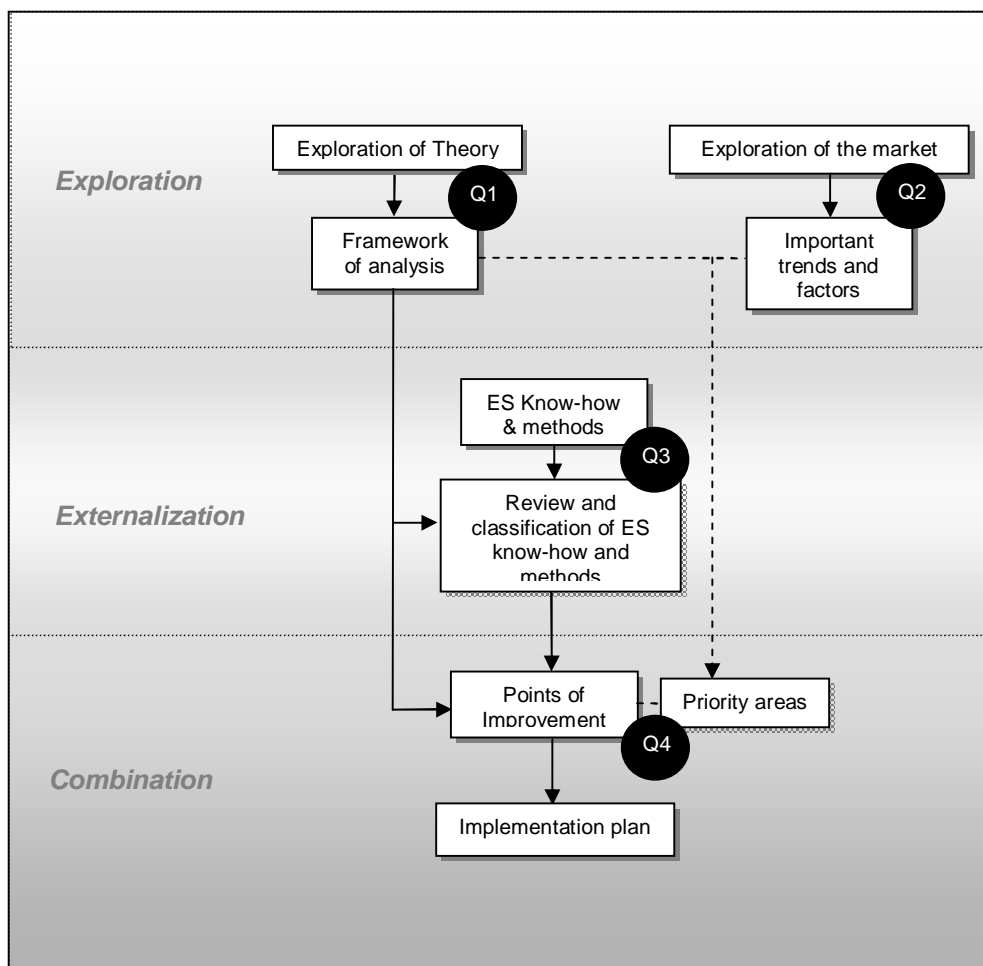 Exploration of Theory
Exploration of the market
Exploration
Q1
Q2
Framework
of analysis
Important
trends and
factors
ES Know-how
& methods
Q3
Externalization
Review and
classification of ES
know-how and
methods
Points of
Improvement
Priority areas
Q4
Combination
Implementation plan